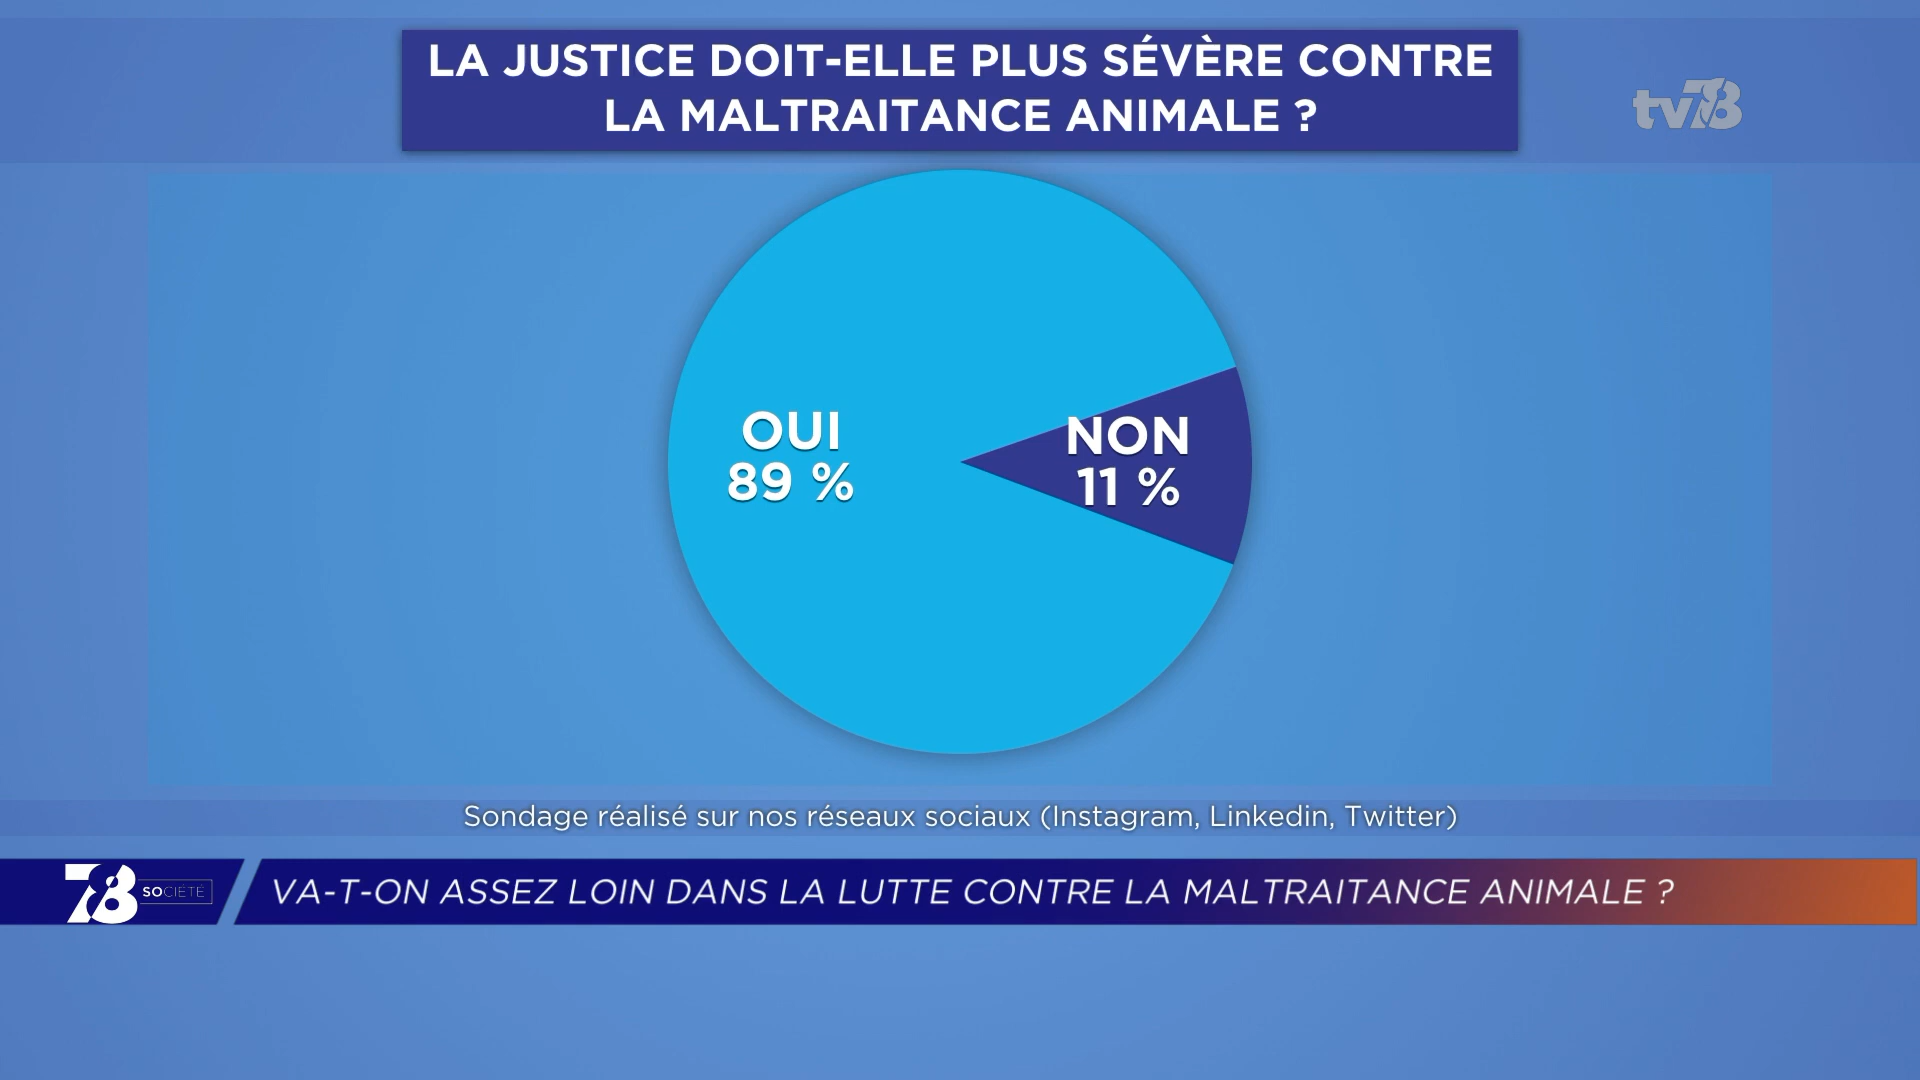 LA JUSTICE DOIT-ELLE PLUS SÉVÈRE CONTRE
LA MALTRAITANCE ANIMALE ?
tv78
OUI
89 %
NON
11 %
Sondage réalisé sur nos réseaux sociaux (Instagram, Linkedin, Twitter)
78 SOCIÉTÉ
VA-T-ON ASSEZ LOIN DANS LA LUTTE CONTRE LA MALTRAITANCE ANIMALE ?